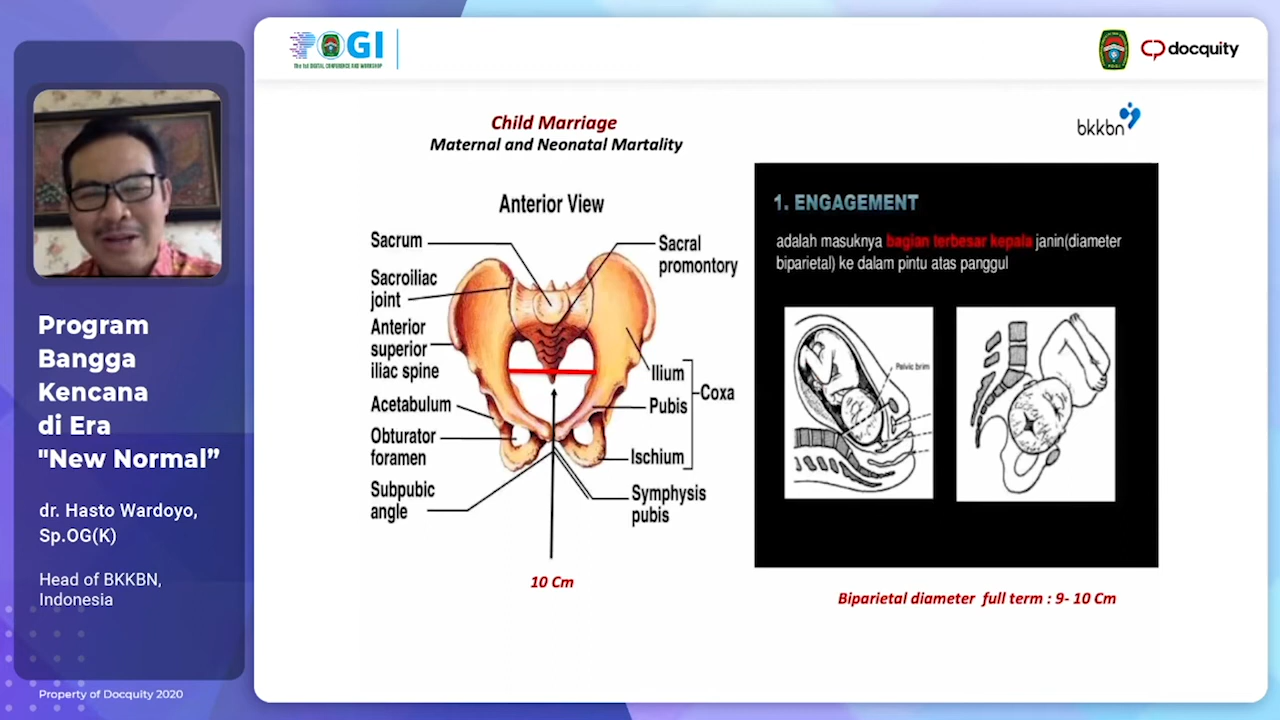 POGI
The 1st DIGITAL CONFERENCE AND WORKSHOP
docquity
Program
Bangga
Kencana
di Era
"New Normal”
dr. Hasto Wardoyo,
Sp.OG(K)
Head of BKKBN,
Indonesia
Property of Docquity 2020
Child Marriage
Maternal and Neonatal Martality
bkkbn
Anterior View
Sacrum
Sacroiliac
joint
Anterior
superior
iliac spine
Acetabulum
Obturator
foramen
Subpubic
angle
Sacral
promontory
Ilium
Pubis
Coxa
Ischium
Symphysis
pubis
10 Cm
1. ENGAGEMENT
adalah masuknya bagian terbesar kepala janin(diameter
biparietal) ke dalam pintu atas panggul
Pelvic brim
Biparietal diameter full term : 9- 10 Cm